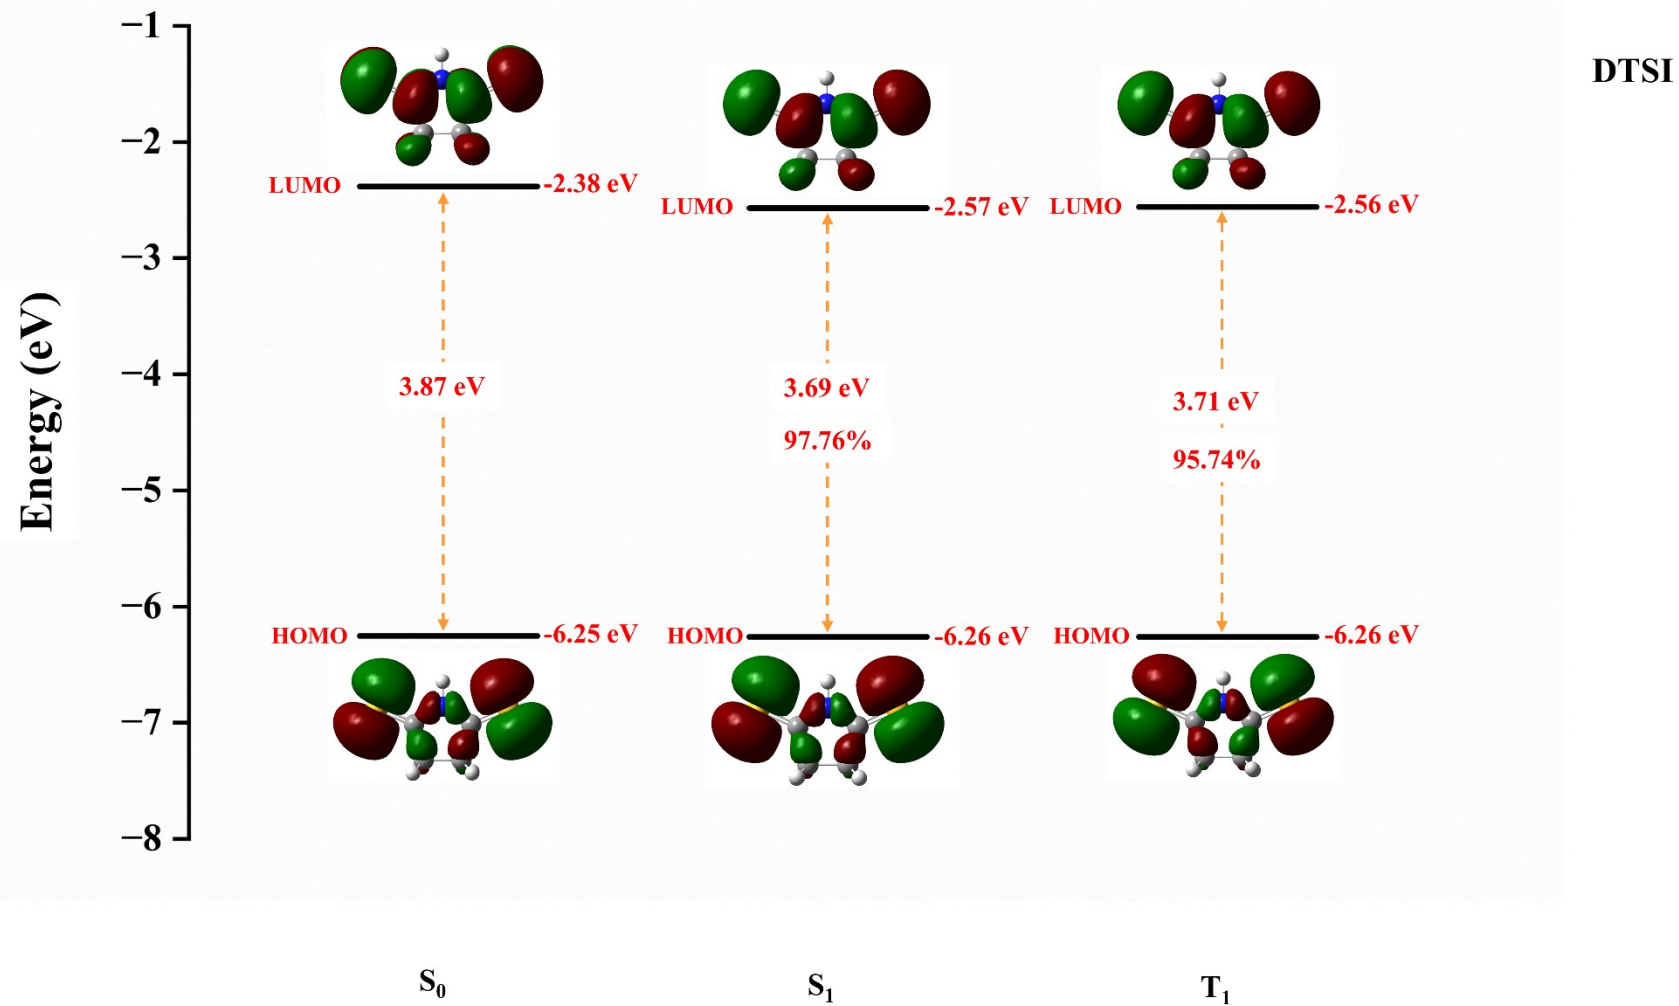 DTSI
Energy (eV)
−1
−2
−3
−4
−5
−6
−7
−8
LUMO
-2.38 eV
3.87 eV
HOMO
-6.25 eV
LUMO
-2.57 eV
3.69 eV
97.76%
HOMO
-6.26 eV
LUMO
-2.56 eV
3.71 eV
95.74%
HOMO
-6.26 eV
S₀
S₁
T₁